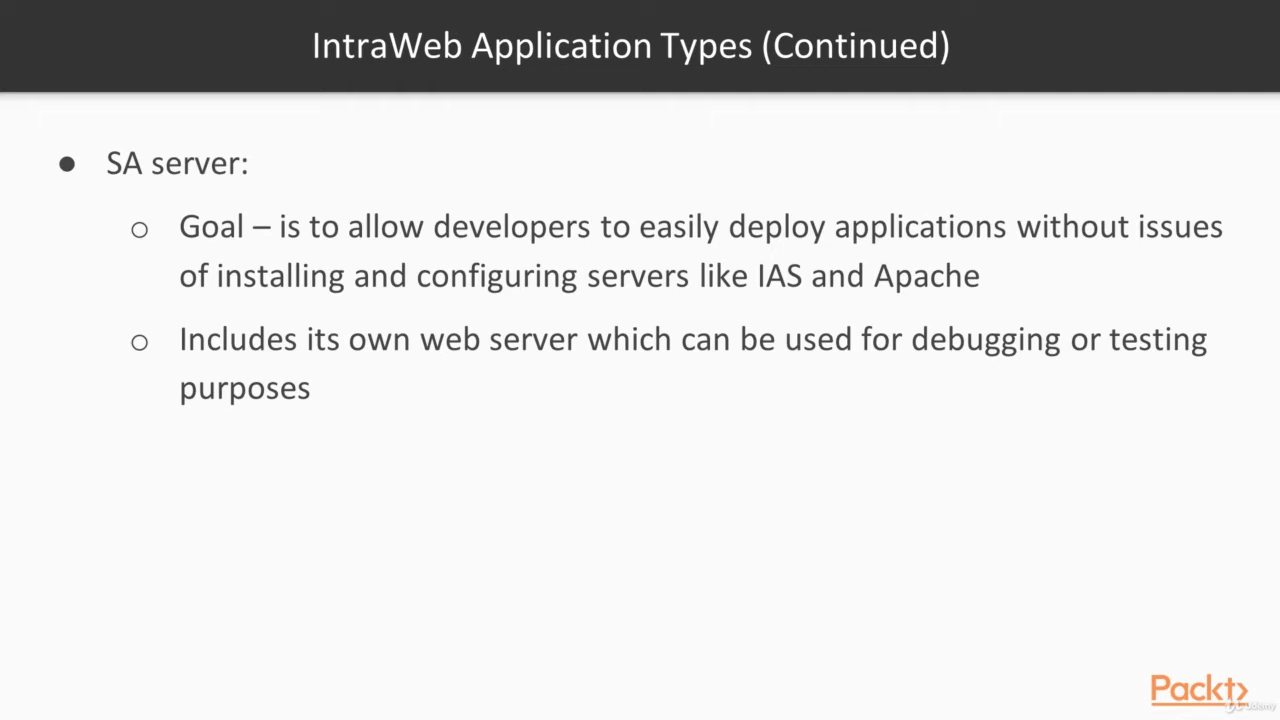 IntraWeb Application Types (Continued)
● SA server:
○ Goal – is to allow developers to easily deploy applications without issues
of installing and configuring servers like IAS and Apache
○ Includes its own web server which can be used for debugging or testing
purposes
Packt›
Udemy